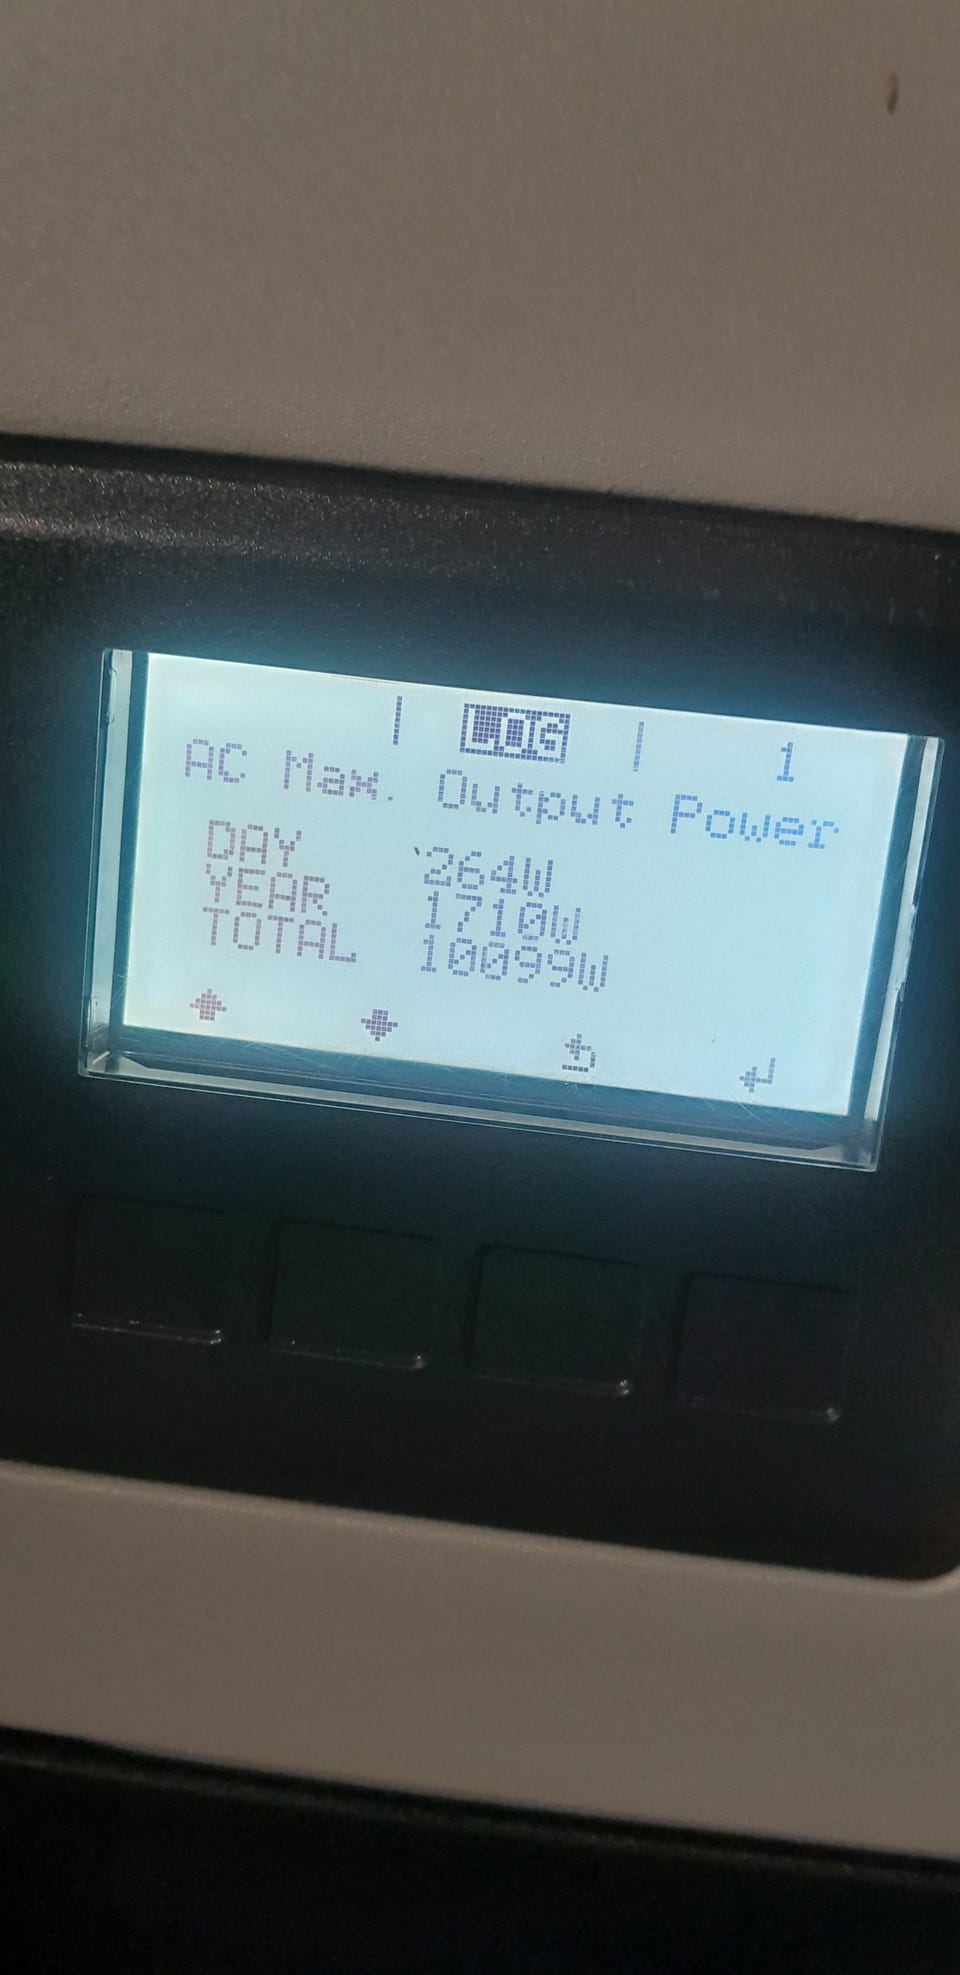 | LOG | 1
AC Max. Output Power
DAY 264W
YEAR 1710W
TOTAL 10099W